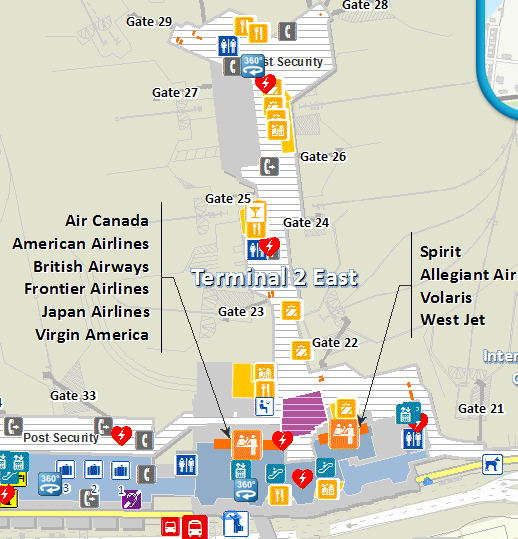 Gate 28
Gate 29
360°
Post Security
Gate 27
Gate 26
Gate 25
Gate 24
Air Canada
American Airlines
British Airways
Frontier Airlines
Japan Airlines
Virgin America
Spirit
Allegiant Air
Volaris
West Jet
Terminal 2 East
Gate 23
Gate 22
Gate 33
Gate 21
Post Security
360°
3
2
1
360°